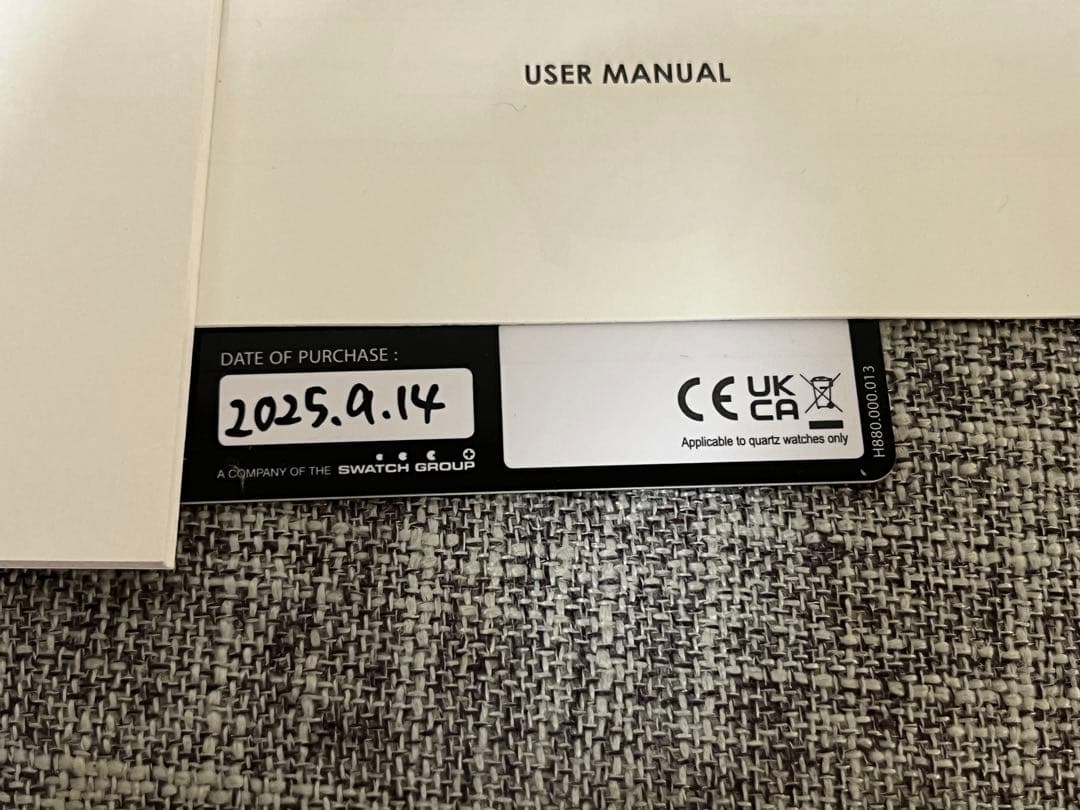 USER MANUAL
DATE OF PURCHASE :
2025.9.14
A COMPANY OF THE SWATCH GROUP
CE UK CA
Applicable to quartz watches only
H880.000.013